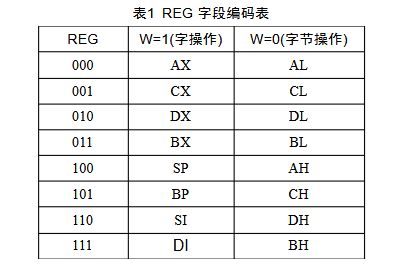 表1 REG 字段编码表
REG W=1(字操作) W=0(字节操作)
000 AX AL
001 CX CL
010 DX DL
011 BX BL
100 SP AH
101 BP CH
110 SI DH
111 DI BH